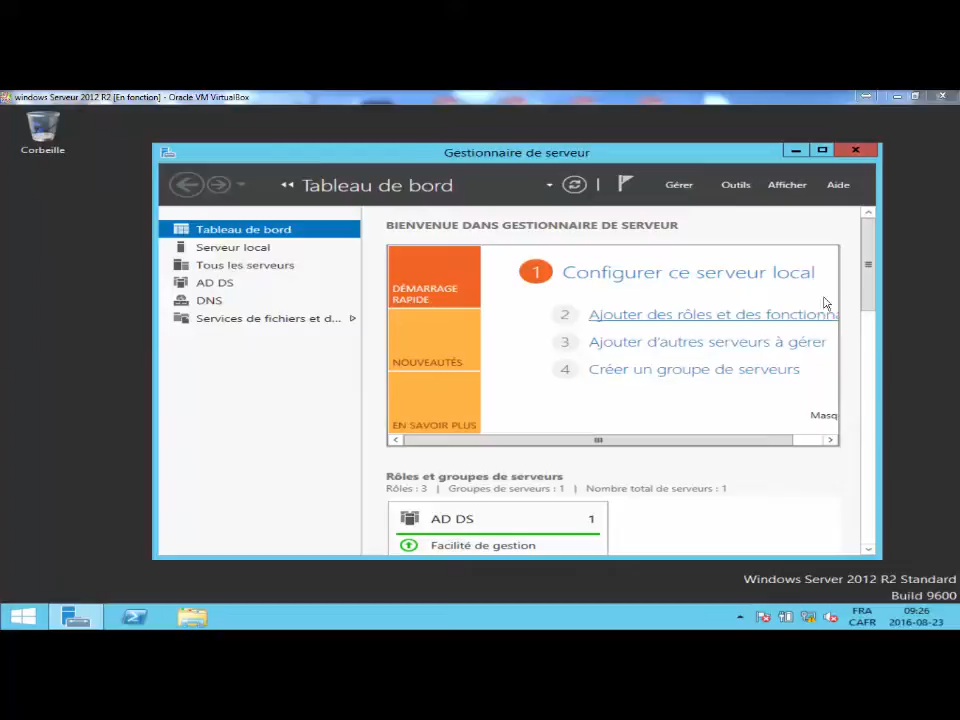 windows Serveur 2012 R2 [En fonction] - Oracle VM VirtualBox
Corbeille
Gestionnaire de serveur
Tableau de bord
Gérer
Outils
Afficher
Aide
Tableau de bord
Serveur local
Tous les serveurs
AD DS
DNS
Services de fichiers et d...
BIENVENUE DANS GESTIONNAIRE DE SERVEUR
DÉMARRAGE
RAPIDE
NOUVEAUTÉS
EN SAVOIR PLUS
1 Configurer ce serveur local
2 Ajouter des rôles et des fonctionna
3 Ajouter d'autres serveurs à gérer
4 Créer un groupe de serveurs
Masq
Rôles et groupes de serveurs
Rôles : 3 | Groupes de serveurs : 1 | Nombre total de serveurs : 1
AD DS 1
Facilité de gestion
Windows Server 2012 R2 Standard
Build 9600
FRA 09:26
CAFR 2016-08-23